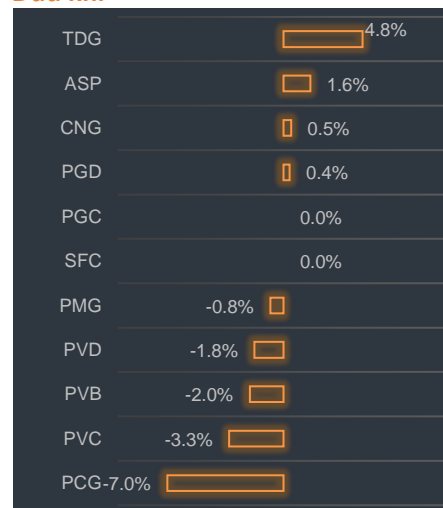 TDG 4.8%
ASP 1.6%
CNG 0.5%
PGD 0.4%
PGC 0.0%
SFC 0.0%
PMG -0.8%
PVD -1.8%
PVB -2.0%
PVC -3.3%
PCG -7.0%